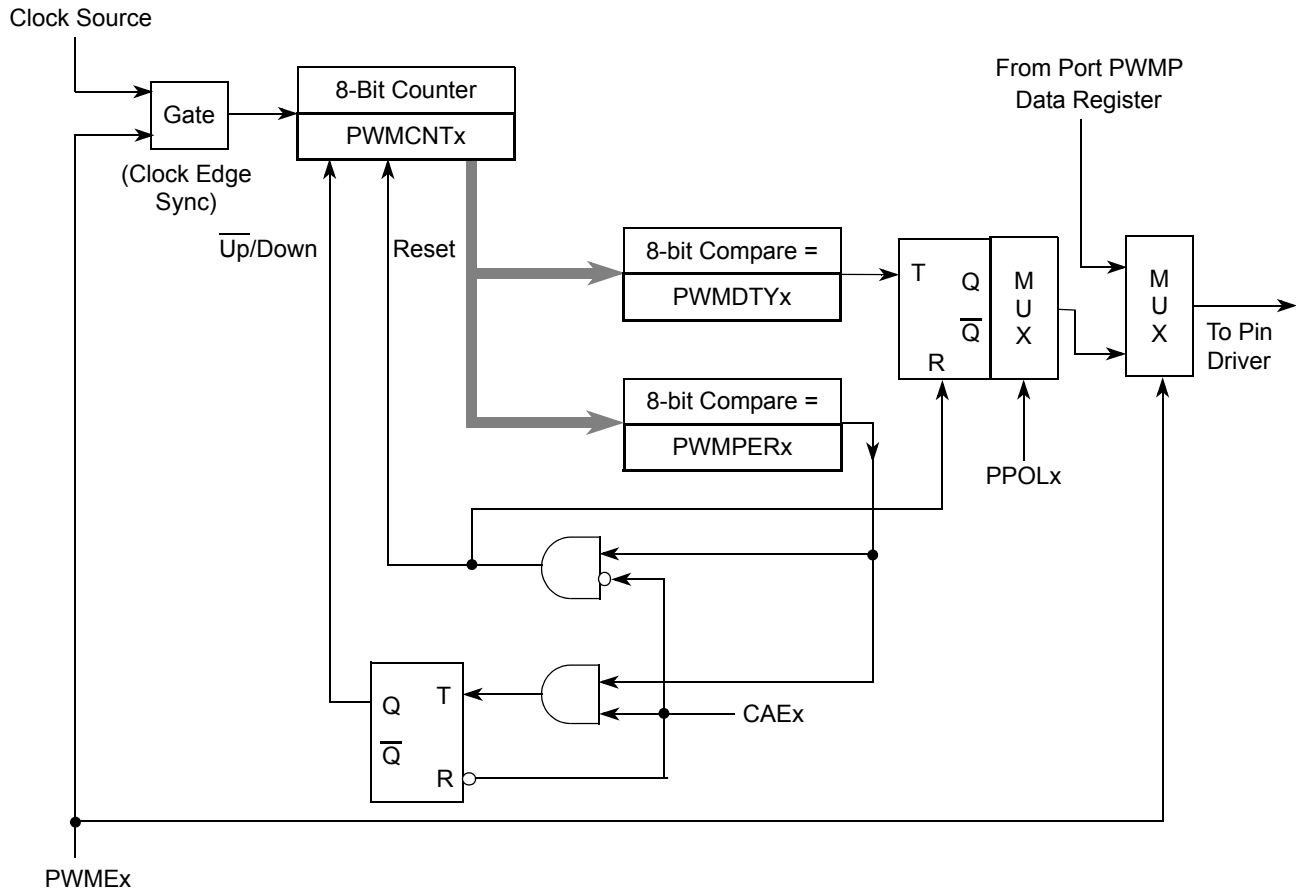 Clock Source
Gate
(Clock Edge
Sync)
8-Bit Counter
PWMCNTx
U̅p̅/Down
Reset
From Port PWMP
Data Register
8-bit Compare =
PWMDTYx
T
Q
Q̅
R
M
U
X
M
U
X
To Pin
Driver
8-bit Compare =
PWMPERx
PPOLx
Q
T
Q̅
R
CAEx
PWMEx